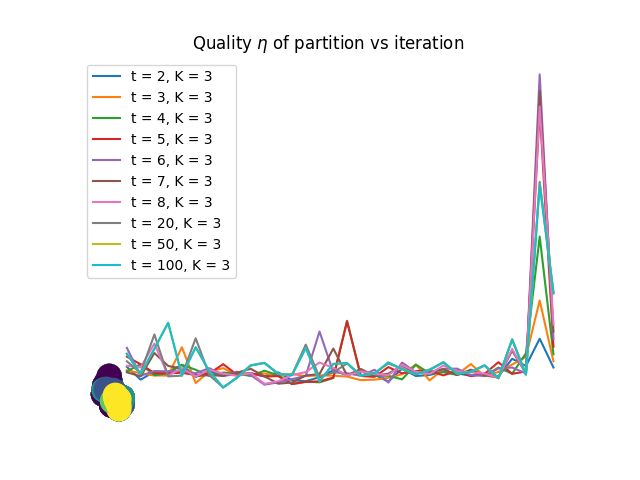 Quality η of partition vs iteration
t = 2, K = 3
t = 3, K = 3
t = 4, K = 3
t = 5, K = 3
t = 6, K = 3
t = 7, K = 3
t = 8, K = 3
t = 20, K = 3
t = 50, K = 3
t = 100, K = 3